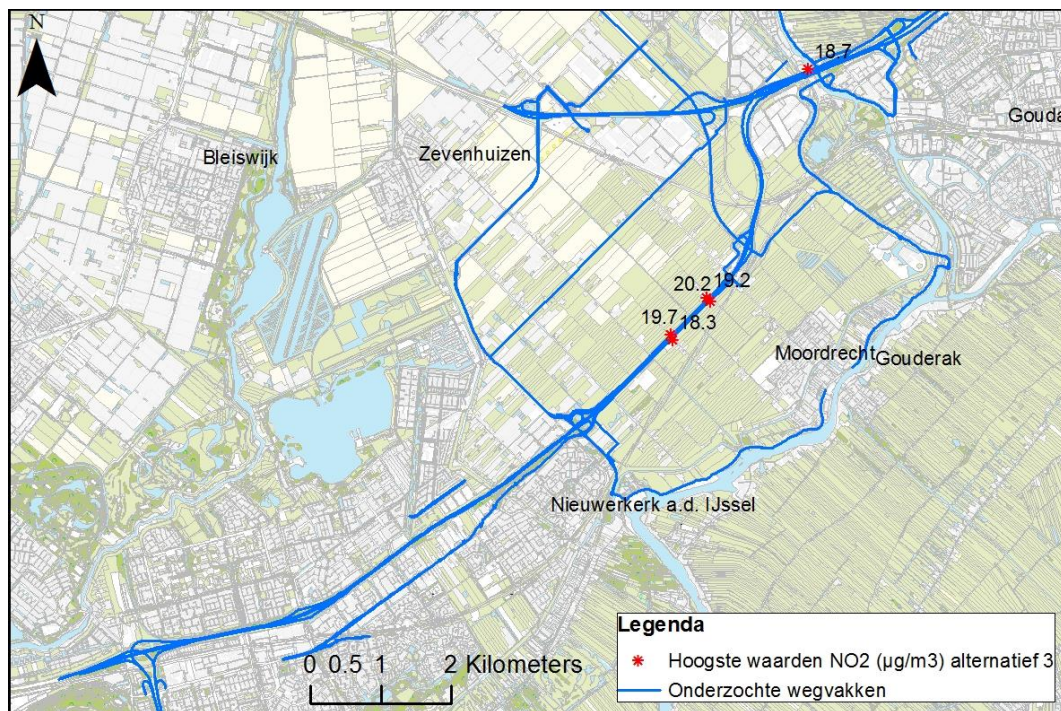 N
18.7
Gouda
Bleiswijk
Zevenhuizen
20.2 19.2
19.7 18.3
Moordrecht Gouderak
Nieuwerkerk a.d. IJssel
0 0.5 1 2 Kilometers
Legenda
Hoogste waarden NO2 (µg/m3) alternatief 3
Onderzochte wegvakken